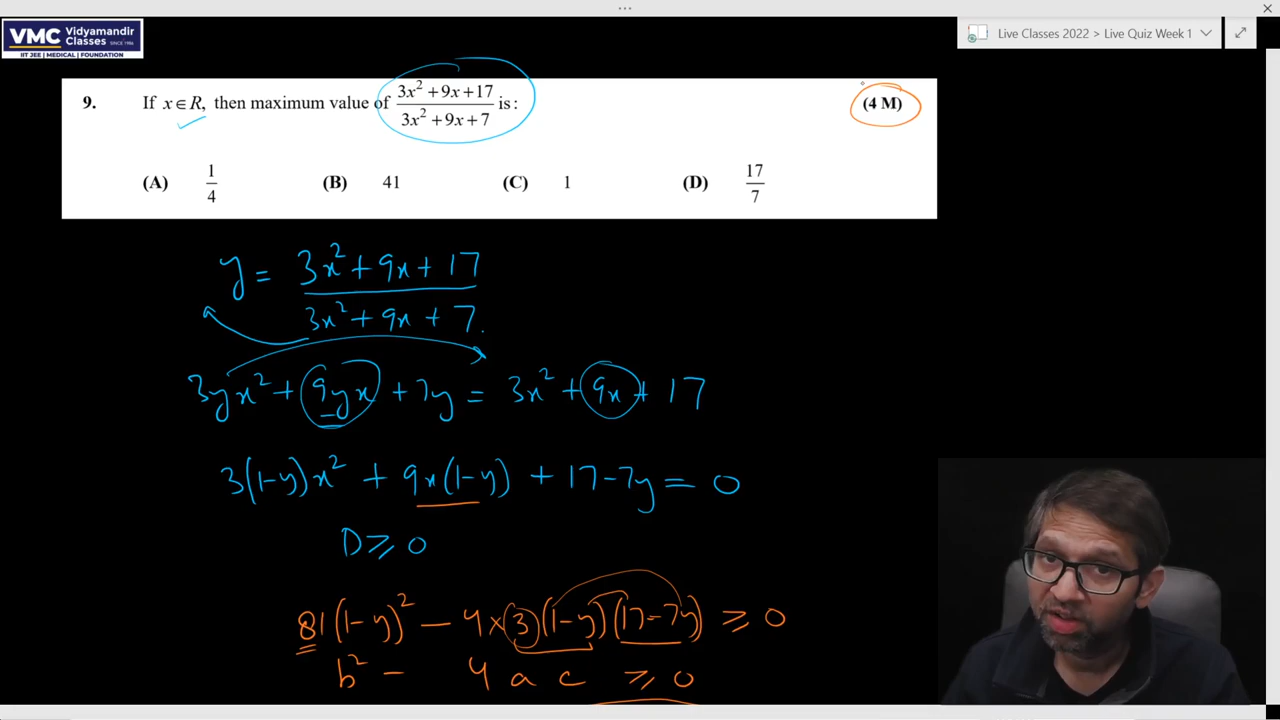 VMC Vidyamandir Classes SINCE 1986
IIT JEE | MEDICAL | FOUNDATION
Live Classes 2022 > Live Quiz Week 1
9. If x ∈ R, then maximum value of (3x² + 9x + 17)/(3x² + 9x + 7) is : (4 M)
(A) 1/4 (B) 41 (C) 1 (D) 17/7
y = (3x² + 9x + 17)/(3x² + 9x + 7)
3yx² + 9yx + 7y = 3x² + 9x + 17
3(1-y)x² + 9x(1-y) + 17-7y = 0
D ⩾ 0
81(1-y)² - 4×(3)(1-y)(17-7y) ⩾ 0
b² - 4 a c ⩾ 0